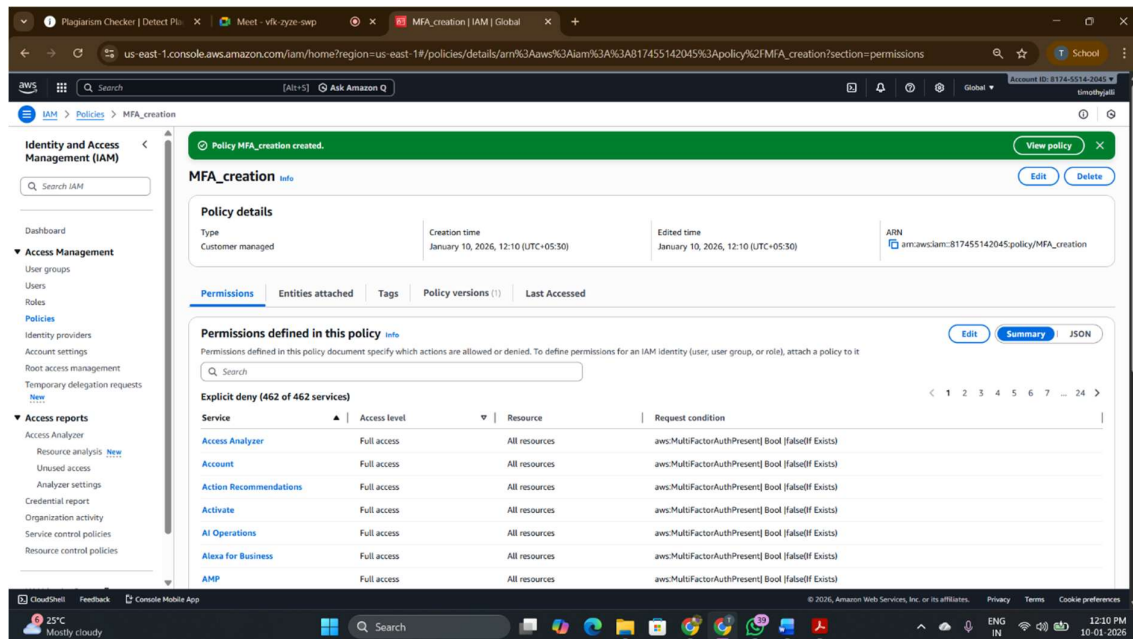 Plagiarism Checker | Detect Pla
Meet - vfk-zyze-swp
MFA_creation | IAM | Global
us-east-1.console.aws.amazon.com/iam/home?region=us-east-1#/policies/details/arn%3Aaws%3Aiam%3A%3A817455142045%3Apolicy%2FMFA_creation?section=permissions
T School
aws Search [Alt+S] Ask Amazon Q Global Account ID: 8174-5514-2045
timothyjalli
IAM > Policies > MFA_creation
Identity and Access Management (IAM)
Search IAM
Dashboard
Access Management
User groups
Users
Roles
Policies
Identity providers
Account settings
Root access management
Temporary delegation requests
New
Access reports
Access Analyzer
Resource analysis New
Unused access
Analyzer settings
Credential report
Organization activity
Service control policies
Resource control policies
Policy MFA_creation created. View policy
MFA_creation Info Edit Delete
Policy details
Type
Customer managed
Creation time
January 10, 2026, 12:10 (UTC+05:30)
Edited time
January 10, 2026, 12:10 (UTC+05:30)
ARN
arn:aws:iam::817455142045:policy/MFA_creation
Permissions Entities attached Tags Policy versions (1) Last Accessed
Permissions defined in this policy Info Edit Summary JSON
Permissions defined in this policy document specify which actions are allowed or denied. To define permissions for an IAM identity (user, user group, or role), attach a policy to it
Search
Explicit deny (462 of 462 services) 1 2 3 4 5 6 7 ... 24
Service Access level Resource Request condition
Access Analyzer Full access All resources aws:MultiFactorAuthPresent| Bool |false(If Exists)
Account Full access All resources aws:MultiFactorAuthPresent| Bool |false(If Exists)
Action Recommendations Full access All resources aws:MultiFactorAuthPresent| Bool |false(If Exists)
Activate Full access All resources aws:MultiFactorAuthPresent| Bool |false(If Exists)
AI Operations Full access All resources aws:MultiFactorAuthPresent| Bool |false(If Exists)
Alexa for Business Full access All resources aws:MultiFactorAuthPresent| Bool |false(If Exists)
AMP Full access All resources aws:MultiFactorAuthPresent| Bool |false(If Exists)
CloudShell Feedback Console Mobile App © 2026, Amazon Web Services, Inc. or its affiliates. Privacy Terms Cookie preferences
6 25°C
Mostly cloudy
Search
39
ENG
IN
12:10 PM
10-01-2026